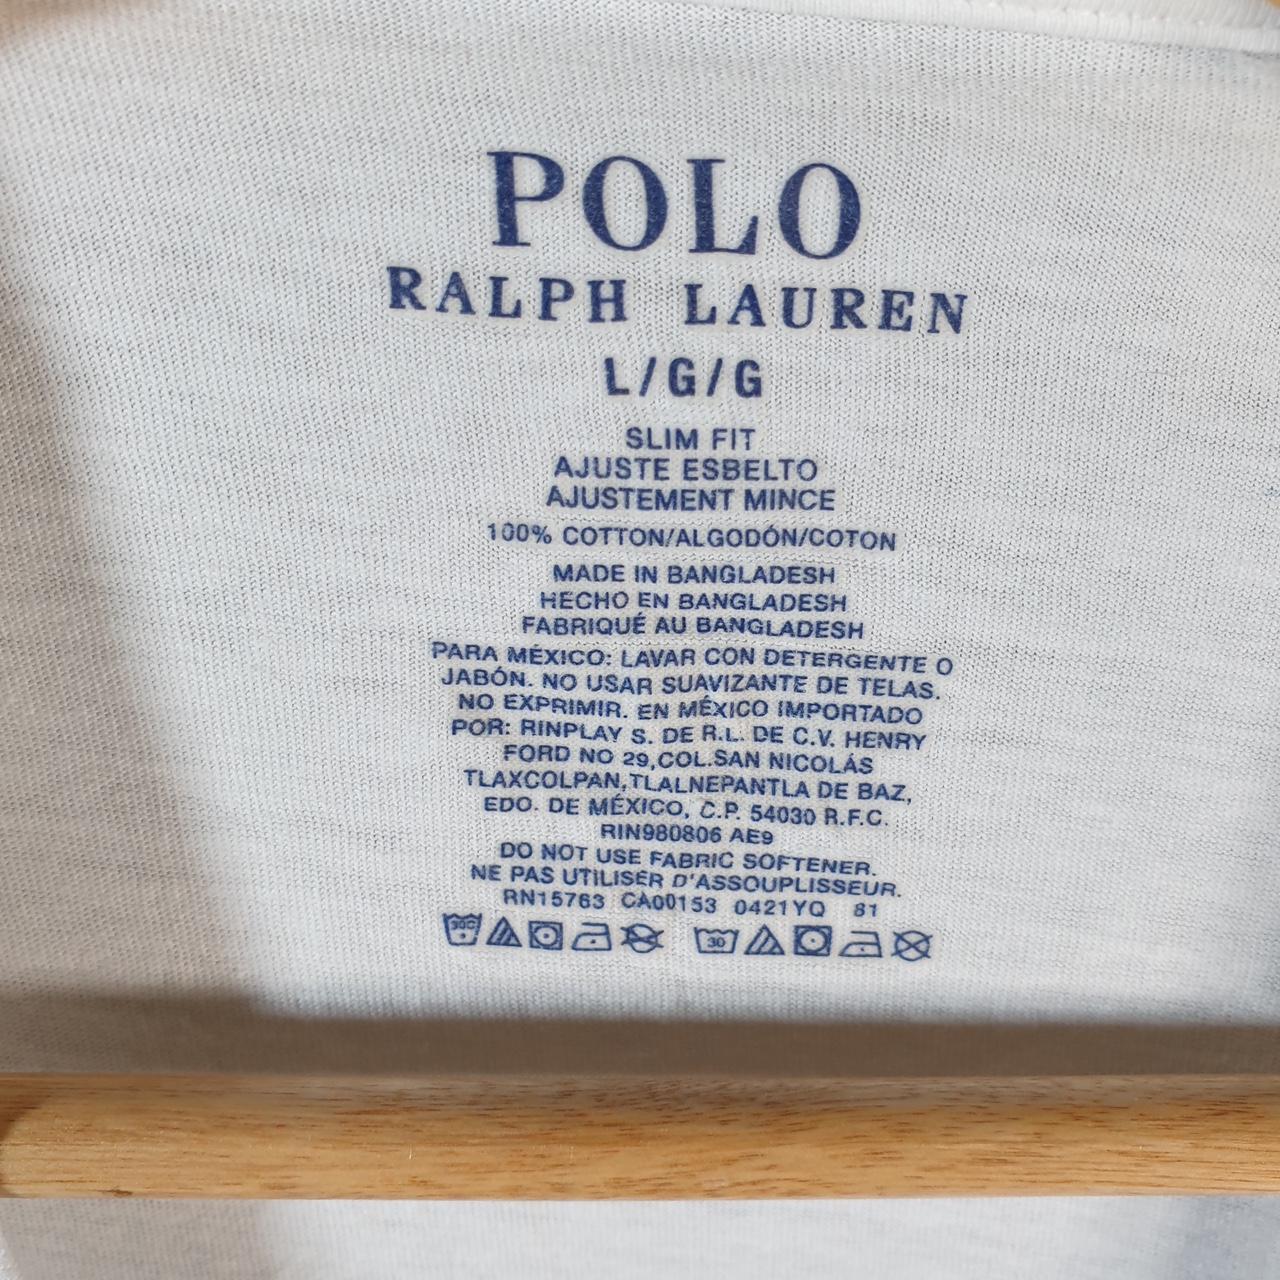 POLO
RALPH LAUREN
L/G/G
SLIM FIT
AJUSTE ESBELTO
AJUSTEMENT MINCE
100% COTTON/ALGODÓN/COTON
MADE IN BANGLADESH
HECHO EN BANGLADESH
FABRIQUÉ AU BANGLADESH
PARA MÉXICO: LAVAR CON DETERGENTE O
JABÓN. NO USAR SUAVIZANTE DE TELAS.
NO EXPRIMIR. EN MÉXICO IMPORTADO
POR: RINPLAY S. DE R.L. DE C.V. HENRY
FORD NO 29,COL.SAN NICOLÁS
TLAXCOLPAN,TLALNEPANTLA DE BAZ,
EDO. DE MÉXICO, C.P. 54030 R.F.C.
RIN980806 AE9
DO NOT USE FABRIC SOFTENER.
NE PAS UTILISER D'ASSOUPLISSEUR.
RN15763 CA00153 0421YQ 81
30C 30